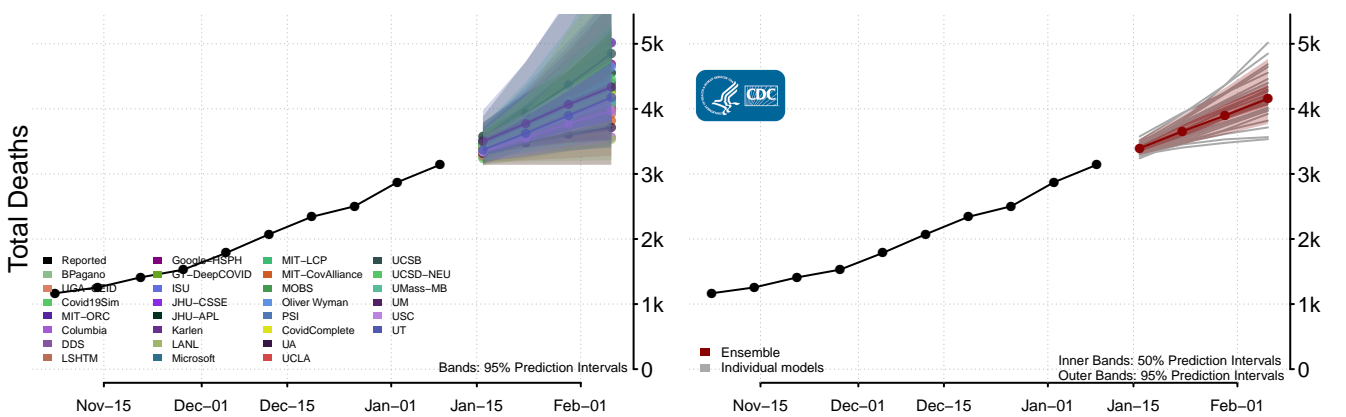 Total Deaths
5k
4k
3k
2k
1k
0
Reported
BPagano
UGA−CEID
Covid19Sim
MIT−ORC
Columbia
DDS
LSHTM
Google−HSPH
GT−DeepCOVID
ISU
JHU−CSSE
JHU−APL
Karlen
LANL
Microsoft
MIT−LCP
MIT−CovAlliance
MOBS
Oliver Wyman
PSI
CovidComplete
UA
UCLA
UCSB
UCSD−NEU
UMass−MB
UM
USC
UT
Bands: 95% Prediction Intervals
Nov−15
Dec−01
Dec−15
Jan−01
Jan−15
Feb−01
CDC
5k
4k
3k
2k
1k
0
Ensemble
Individual models
Inner Bands: 50% Prediction Intervals
Outer Bands: 95% Prediction Intervals
Nov−15
Dec−01
Dec−15
Jan−01
Jan−15
Feb−01